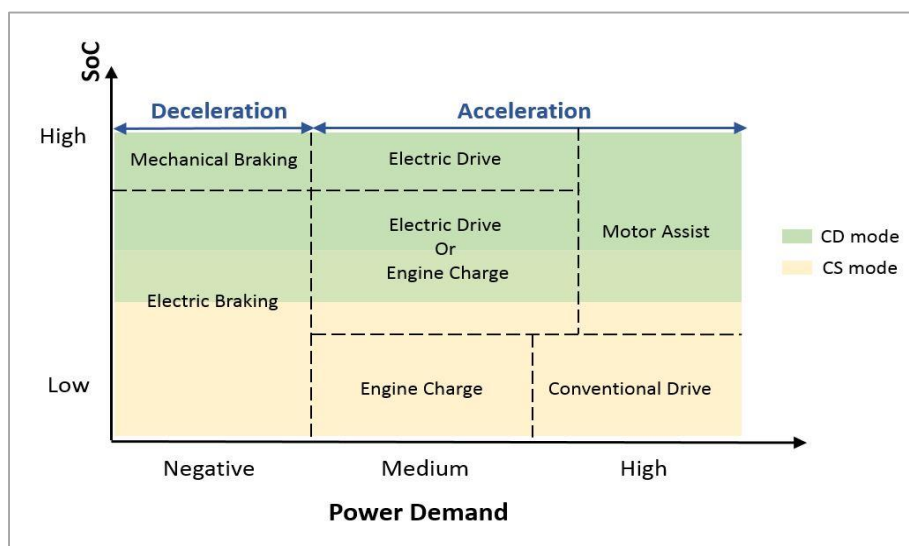 SoC
Deceleration
Acceleration
High
Mechanical Braking
Electric Drive
Electric Drive
Or
Engine Charge
Motor Assist
CD mode
CS mode
Electric Braking
Low
Engine Charge
Conventional Drive
Negative
Medium
High
Power Demand